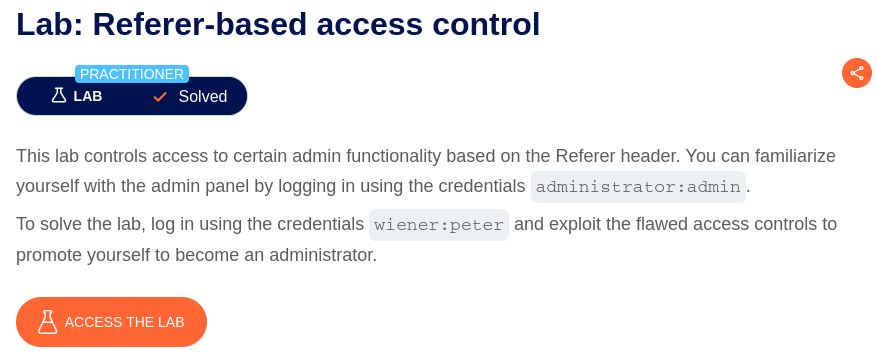 Lab: Referer-based access control
PRACTITIONER
LAB Solved
This lab controls access to certain admin functionality based on the Referer header. You can familiarize
yourself with the admin panel by logging in using the credentials administrator:admin.
To solve the lab, log in using the credentials wiener:peter and exploit the flawed access controls to
promote yourself to become an administrator.
ACCESS THE LAB